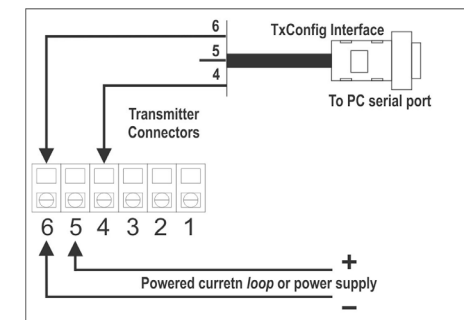 6
TxConfig Interface
5
4
To PC serial port
Transmitter
Connectors
6 5 4 3 2 1
+
Powered curretn loop or power supply
–